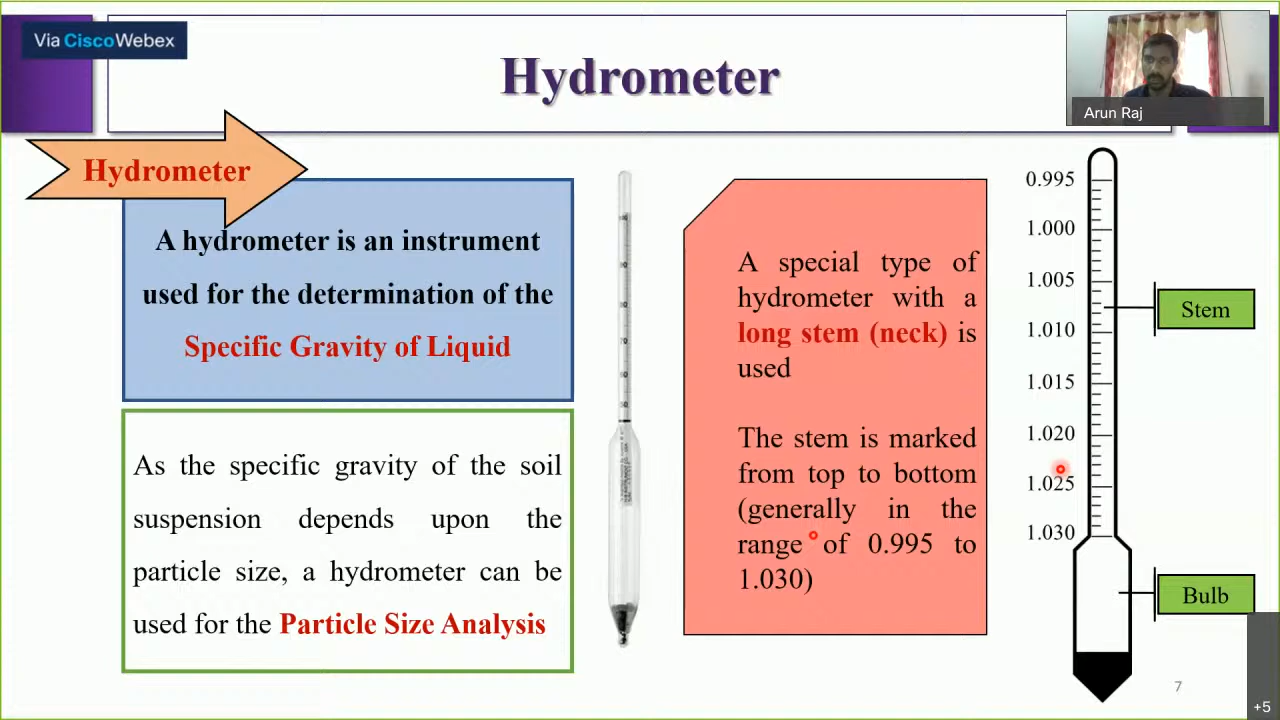 Via CiscoWebex
Hydrometer
Arun Raj
Hydrometer
A hydrometer is an instrument
used for the determination of the
Specific Gravity of Liquid
As the specific gravity of the soil
suspension depends upon the
particle size, a hydrometer can be
used for the Particle Size Analysis
A special type of
hydrometer with a
long stem (neck) is
used
The stem is marked
from top to bottom
(generally in the
range of 0.995 to
1.030)
0.995
1.000
1.005
1.010
1.015
1.020
1.025
1.030
Stem
Bulb
7
+5